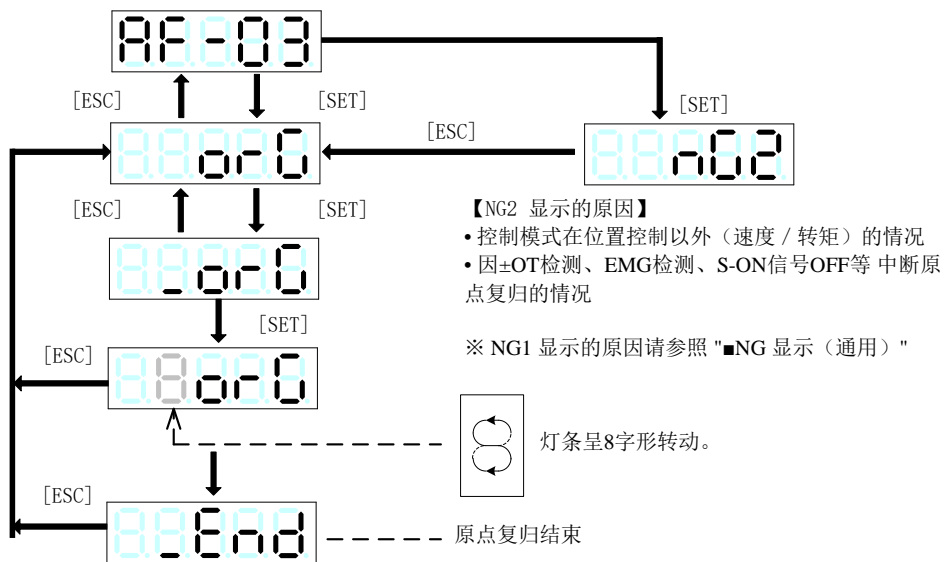 AF-03
[ESC]
[SET]
[SET]
[ESC]
orG
nG2
[ESC]
[SET]
【NG2 显示的原因】
• 控制模式在位置控制以外（速度 / 转矩）的情况
• 因±OT检测、EMG检测、S-ON信号OFF等 中断原
点复归的情况
_orG
[SET]
※ NG1 显示的原因请参照 "■NG 显示（通用）"
[ESC]
orG
灯条呈8字形转动。
[ESC]
_End
原点复归结束